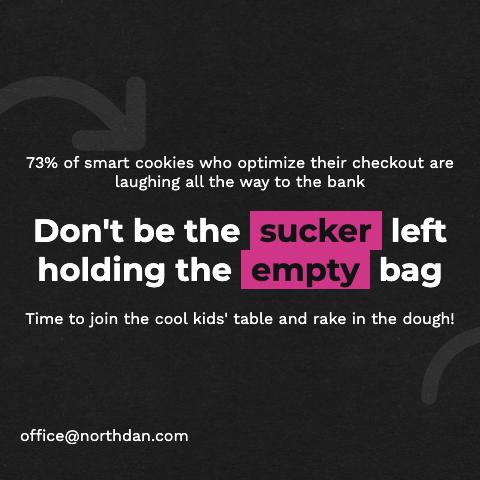 73% of smart cookies who optimize their checkout are
laughing all the way to the bank
Don't be the sucker left
holding the empty bag
Time to join the cool kids' table and rake in the dough!
office@northdan.com